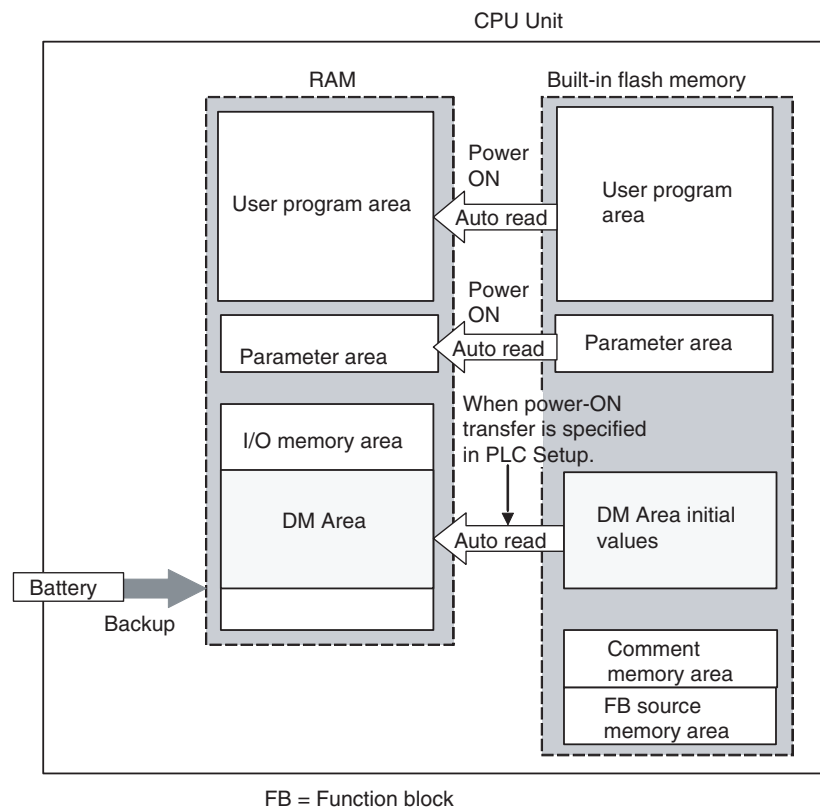 CPU Unit
RAM
Built-in flash memory
User program area
Power
ON
Auto read
User program
area
Parameter area
Power
ON
Auto read
Parameter area
I/O memory area
When power-ON
transfer is specified
in PLC Setup.
DM Area
Auto read
DM Area initial
values
Battery
Backup
Comment
memory area
FB source
memory area
FB = Function block